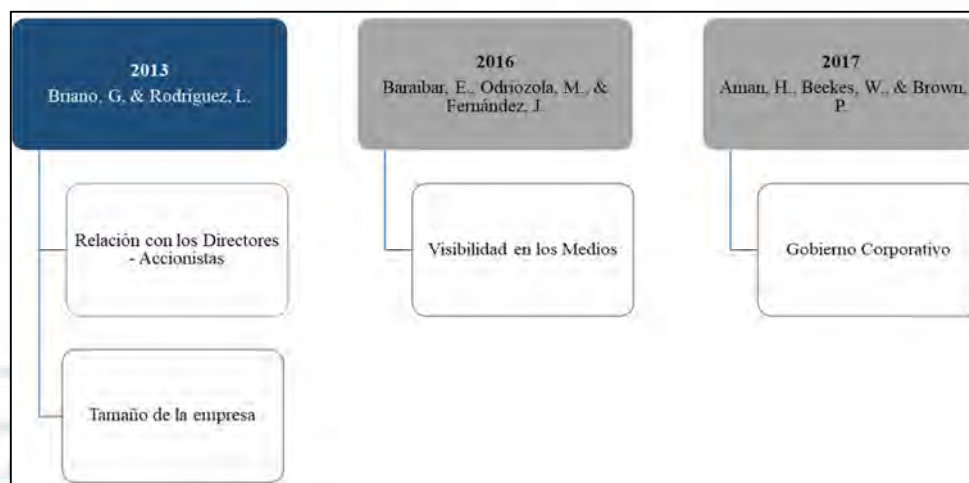 2013
Briano, G, & Rodríguez, L.
Relación con los Directores
- Accionistas
Tamaño de la empresa
2016
Baraibar, E., Odriozola, M., &
Fernández, J.
Visibilidad en los Medios
2017
Aman, H., Beekes, W., & Brown,
P.
Gobierno Corporativo